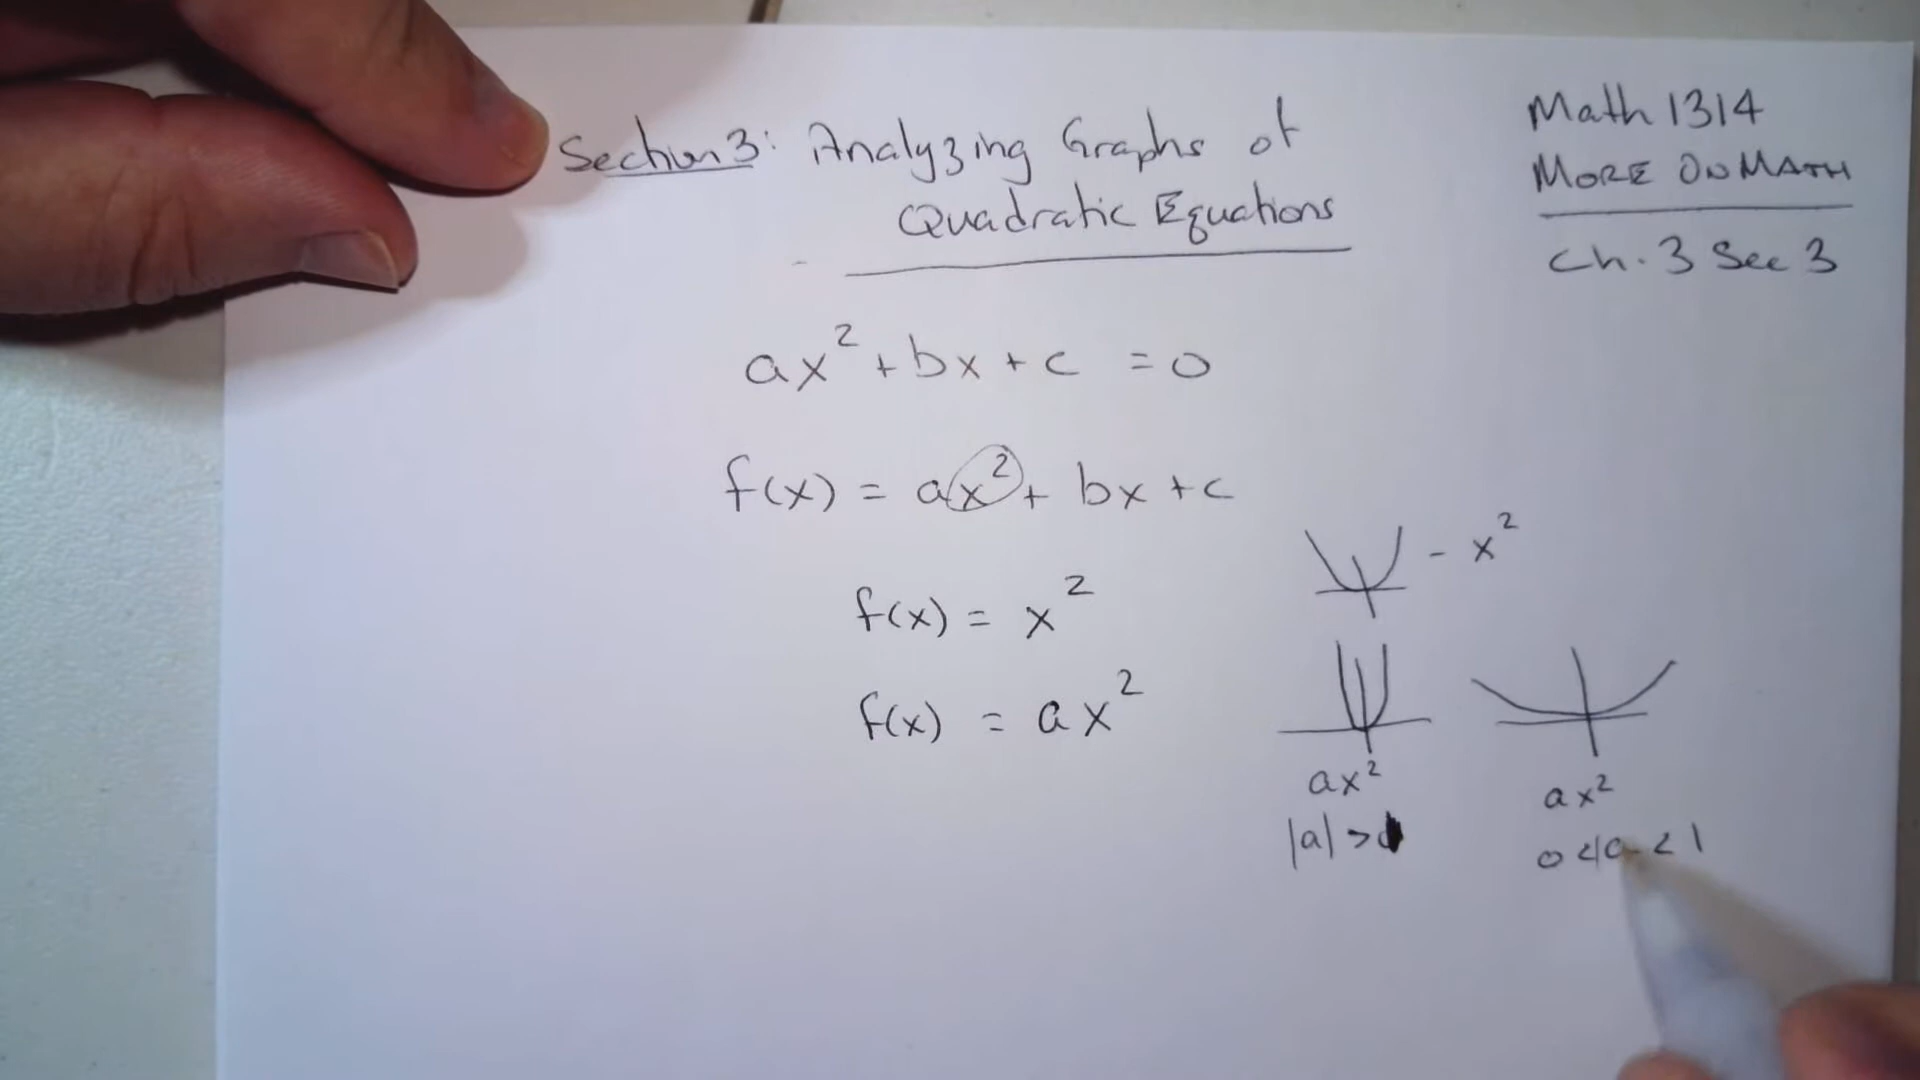 Section 3: Analyzing Graphs of
Quadratic Equations
Math 1314
MORE ON MATH
Ch. 3 Sec 3
ax² + bx + c = 0
f(x) = ax² + bx + c
f(x) = x²
f(x) = ax²
- x²
ax²
|a| >
ax²
0 < |a < 1